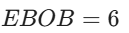 EBOB = 6